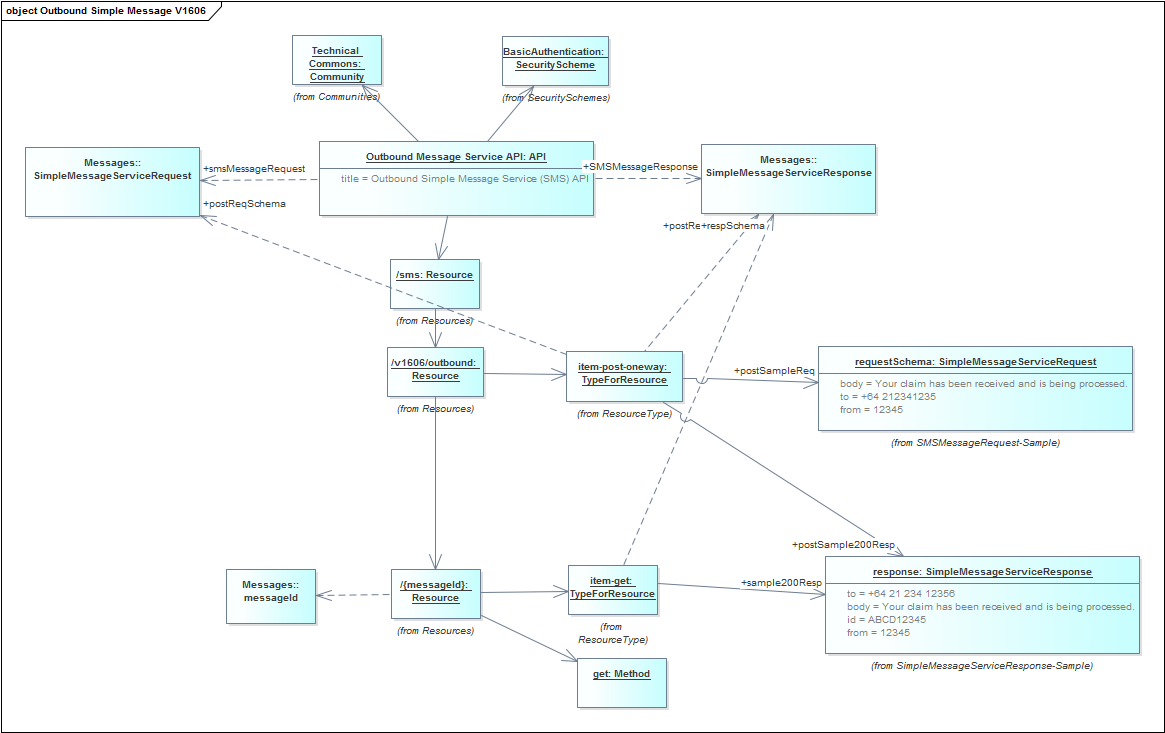 object Outbound Simple Message V1606
Technical
Commons:
Community
(from Communities)
BasicAuthentication:
SecurityScheme
(from SecuritySchemes)
Messages::
SimpleMessageServiceRequest
+smsMessageRequest
+postReqSchema
Outbound Message Service API: API
title = Outbound Simple Message Service (SMS) API
+SMSMessageResponse
Messages::
SimpleMessageServiceResponse
+postRe
+respSchema
/sms: Resource
(from Resources)
/v1606/outbound:
Resource
(from Resources)
item-post-oneway:
TypeForResource
(from ResourceType)
+postSampleReq
requestSchema: SimpleMessageServiceRequest
body = Your claim has been received and is being processed.
to = +64 212341235
from = 12345
(from SMSMessageRequest-Sample)
+postSample200Resp
Messages::
messageId
/{messageId}:
Resource
(from Resources)
item-get:
TypeForResource
(from
ResourceType)
+sample200Resp
response: SimpleMessageServiceResponse
to = +64 21 234 12356
body = Your claim has been received and is being processed.
id = ABCD12345
from = 12345
(from SimpleMessageServiceResponse-Sample)
get: Method